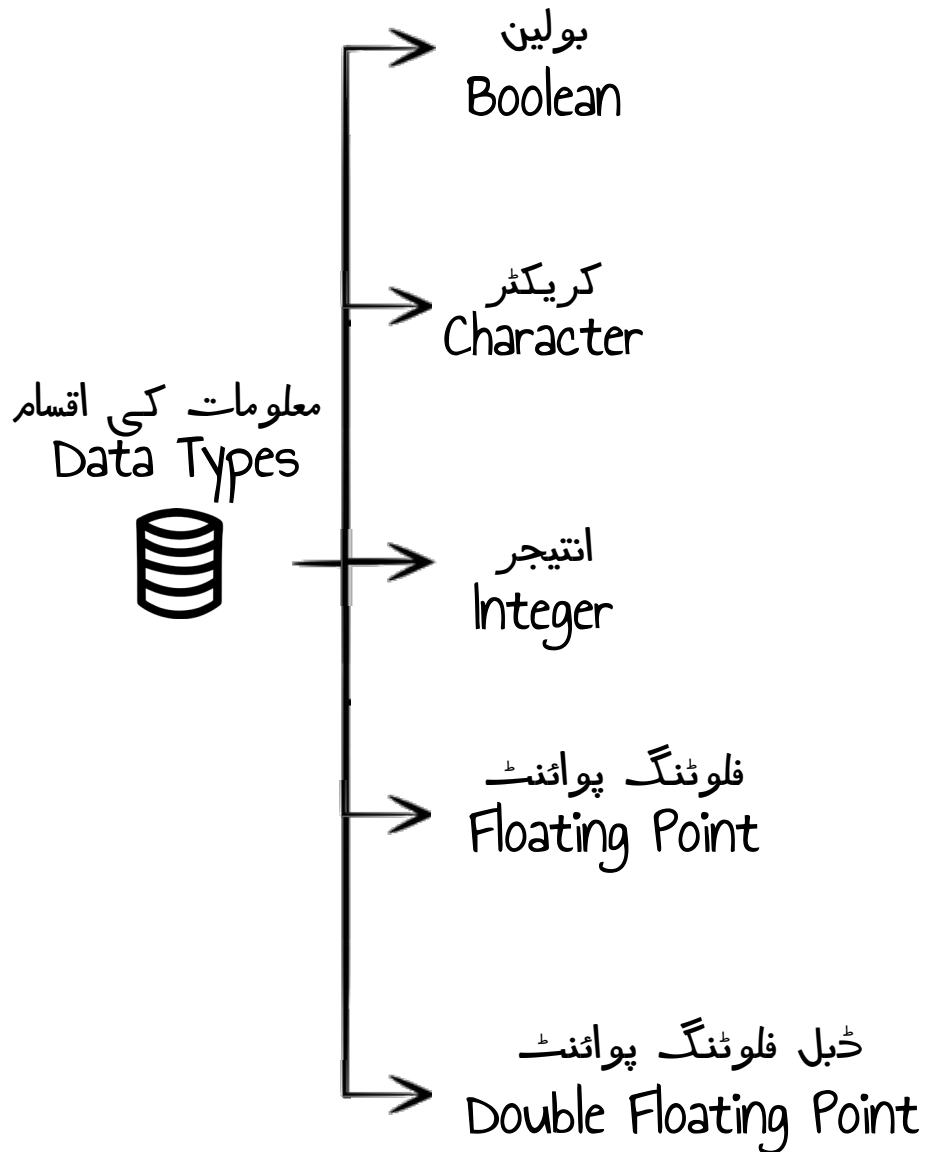 بولین
Boolean
کریکٹر
Character
معلومات کی اقسام
Data Types
انتیجر
Integer
فلوٹنگ پوائنٹ
Floating Point
ڈبل فلوٹنگ پوائنٹ
Double Floating Point